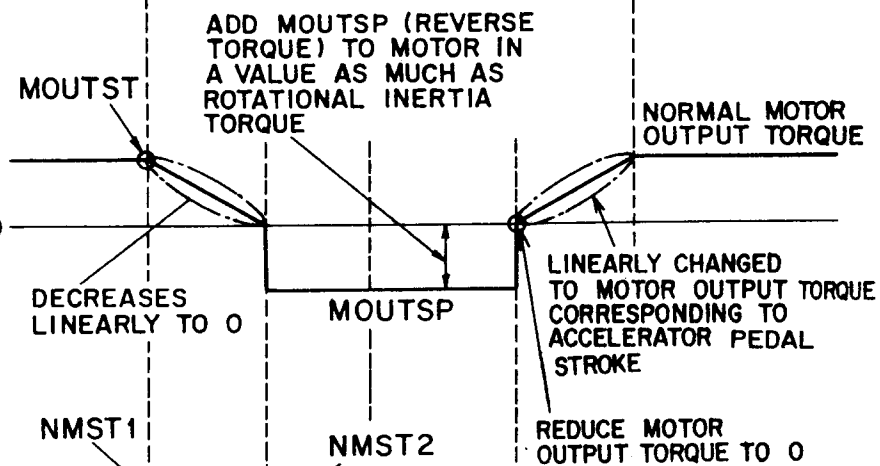 ADD MOUTSP (REVERSE
TORQUE) TO MOTOR IN
A VALUE AS MUCH AS
ROTATIONAL INERTIA
TORQUE
MOUTST
NORMAL MOTOR
OUTPUT TORQUE
DECREASES
LINEARLY TO 0
MOUTSP
LINEARLY CHANGED
TO MOTOR OUTPUT TORQUE
CORRESPONDING TO
ACCELERATOR PEDAL
STROKE
NMST1
NMST2
REDUCE MOTOR
OUTPUT TORQUE TO 0